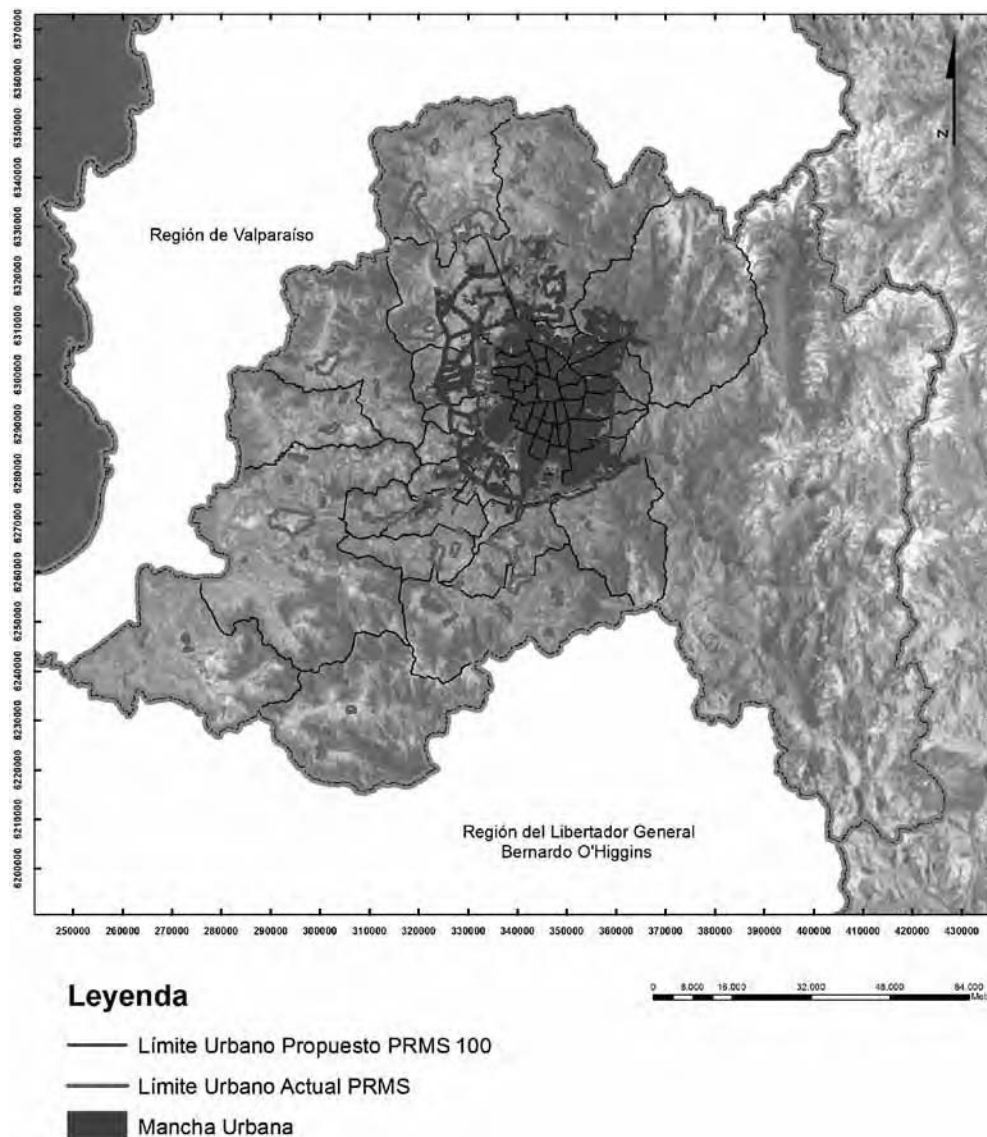 6370000
6360000
6350000
6340000
6330000
6320000
6310000
6300000
6290000
6280000
6270000
6260000
6250000
6240000
6230000
6220000
6210000
6200000
N
Región de Valparaíso
Región del Libertador General
Bernardo O'Higgins
250000 260000 270000 280000 290000 300000 310000 320000 330000 340000 350000 360000 370000 380000 390000 400000 410000 420000 430000
Leyenda
0 8.000 16.000 32.000 48.000 64.000
Met
Límite Urbano Propuesto PRMS 100
Límite Urbano Actual PRMS
Mancha Urbana